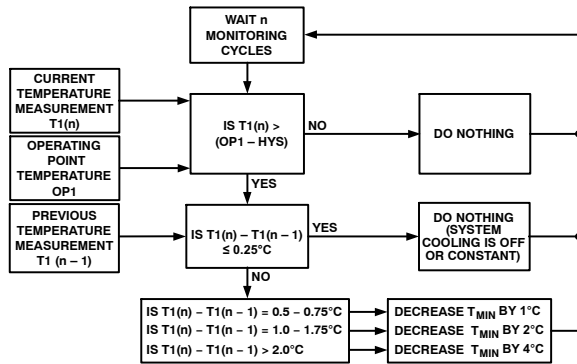 WAIT n
MONITORING
CYCLES
CURRENT
TEMPERATURE
MEASUREMENT
T1(n)
IS T1(n) >
(OP1 – HYS)
NO
DO NOTHING
OPERATING
POINT
TEMPERATURE
OP1
YES
PREVIOUS
TEMPERATURE
MEASUREMENT
T1 (n – 1)
IS T1(n) – T1(n – 1)
≤ 0.25°C
YES
DO NOTHING
(SYSTEM
COOLING IS OFF
OR CONSTANT)
NO
IS T1(n) – T1(n – 1) = 0.5 – 0.75°C
DECREASE TMIN BY 1°C
IS T1(n) – T1(n – 1) = 1.0 – 1.75°C
DECREASE TMIN BY 2°C
IS T1(n) – T1(n – 1) > 2.0°C
DECREASE TMIN BY 4°C